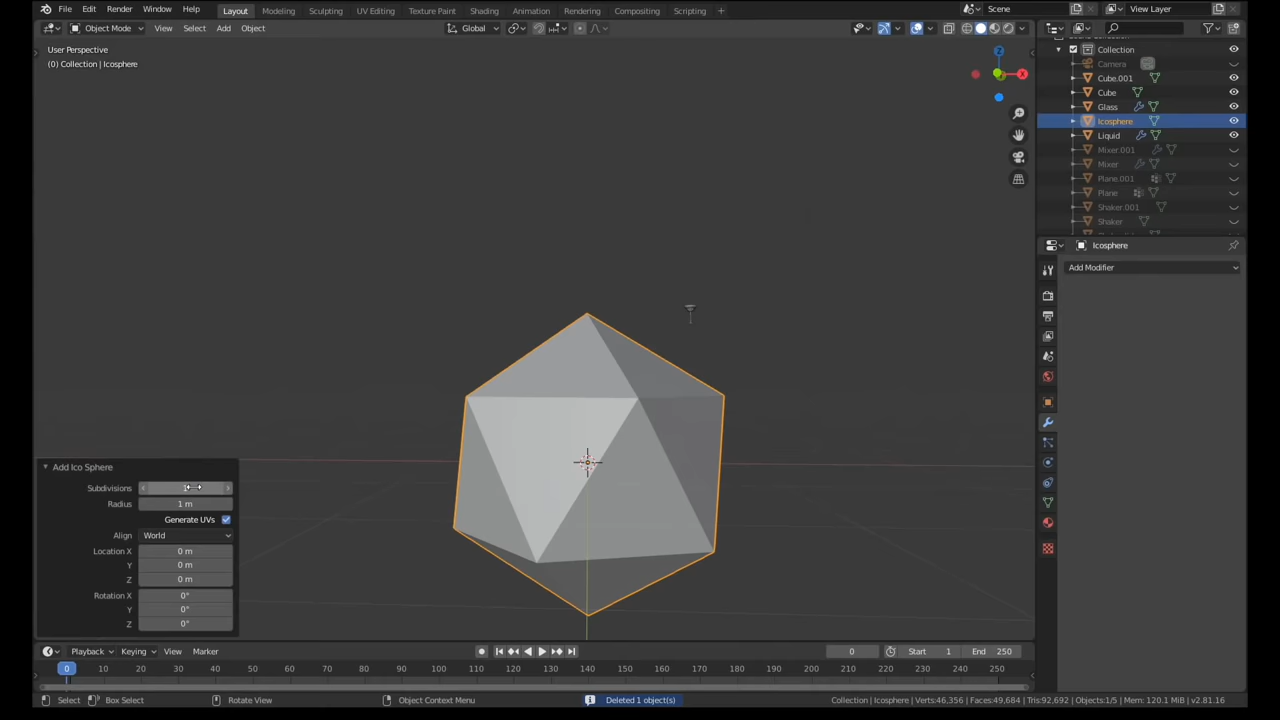 File Edit Render Window Help Layout Modeling Sculpting UV Editing Texture Paint Shading Animation Rendering Compositing Scripting + Scene View Layer
Object Mode View Select Add Object Global
User Perspective
(0) Collection | Icosphere
Collection
Camera
Cube.001
Cube
Glass
Icosphere
Liquid
Mixer.001
Mixer
Plane.001
Plane
Shaker.001
Shaker
Icosphere
Add Modifier
Z
X
Add Ico Sphere
Subdivisions 1
Radius 1 m
Generate UVs
Align World
Location X 0 m
Y 0 m
Z 0 m
Rotation X 0°
Y 0°
Z 0°
Playback Keying View Marker 0 Start 1 End 250
0 10 20 30 40 50 60 70 80 90 100 110 120 130 140 150 160 170 180 190 200 210 220 230 240 250
Select Box Select Rotate View Object Context Menu Deleted 1 object(s) Collection | Icosphere | Verts:46,356 | Faces:49,684 | Tris:92,692 | Objects:1/5 | Mem: 120.1 MiB | v2.81.16